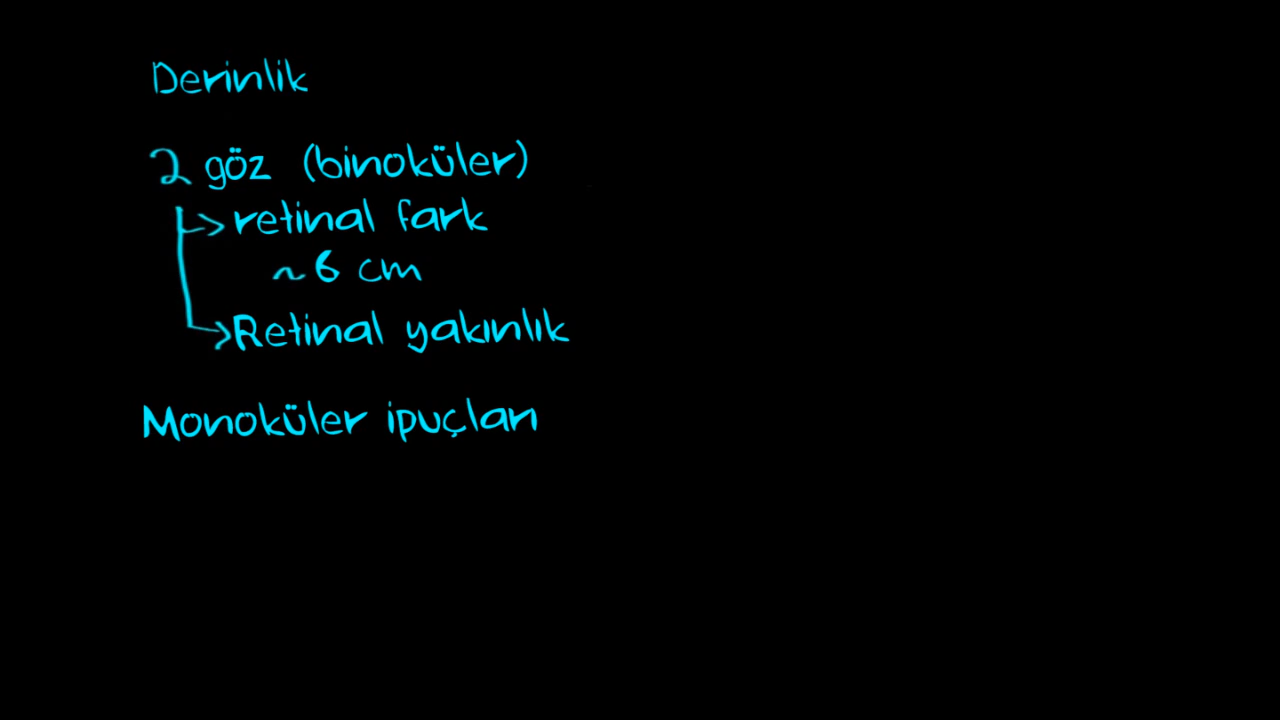 Derinlik
2 göz (binoküler)
retinal fark
~6 cm
Retinal yakınlık
Monoküler ipuçları